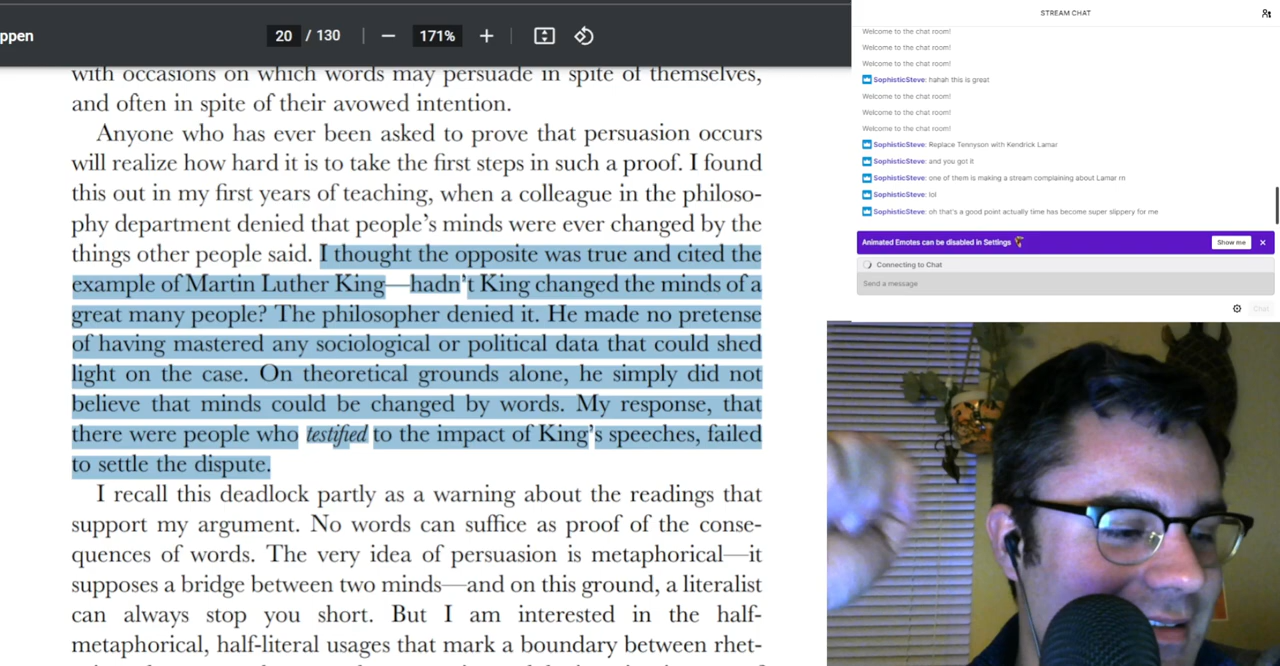 ppen
20 / 130
171%
with occasions on which words may persuade in spite of themselves,
and often in spite of their avowed intention.
Anyone who has ever been asked to prove that persuasion occurs
will realize how hard it is to take the first steps in such a proof. I found
this out in my first years of teaching, when a colleague in the philoso-
phy department denied that people's minds were ever changed by the
things other people said. I thought the opposite was true and cited the
example of Martin Luther King—hadn't King changed the minds of a
great many people? The philosopher denied it. He made no pretense
of having mastered any sociological or political data that could shed
light on the case. On theoretical grounds alone, he simply did not
believe that minds could be changed by words. My response, that
there were people who testified to the impact of King's speeches, failed
to settle the dispute.
I recall this deadlock partly as a warning about the readings that
support my argument. No words can suffice as proof of the conse-
quences of words. The very idea of persuasion is metaphorical—it
supposes a bridge between two minds—and on this ground, a literalist
can always stop you short. But I am interested in the half-
metaphorical, half-literal usages that mark a boundary between rhet-
STREAM CHAT
Welcome to the chat room!
Welcome to the chat room!
Welcome to the chat room!
SophisticSteve: hahah this is great
Welcome to the chat room!
Welcome to the chat room!
Welcome to the chat room!
SophisticSteve: Replace Tennyson with Kendrick Lamar
SophisticSteve: and you got it
SophisticSteve: one of them is making a stream complaining about Lamar rn
SophisticSteve: lol
SophisticSteve: oh that's a good point actually time has become super slippery for me
Animated Emotes can be disabled in Settings
Show me
Connecting to Chat
Send a message
Chat